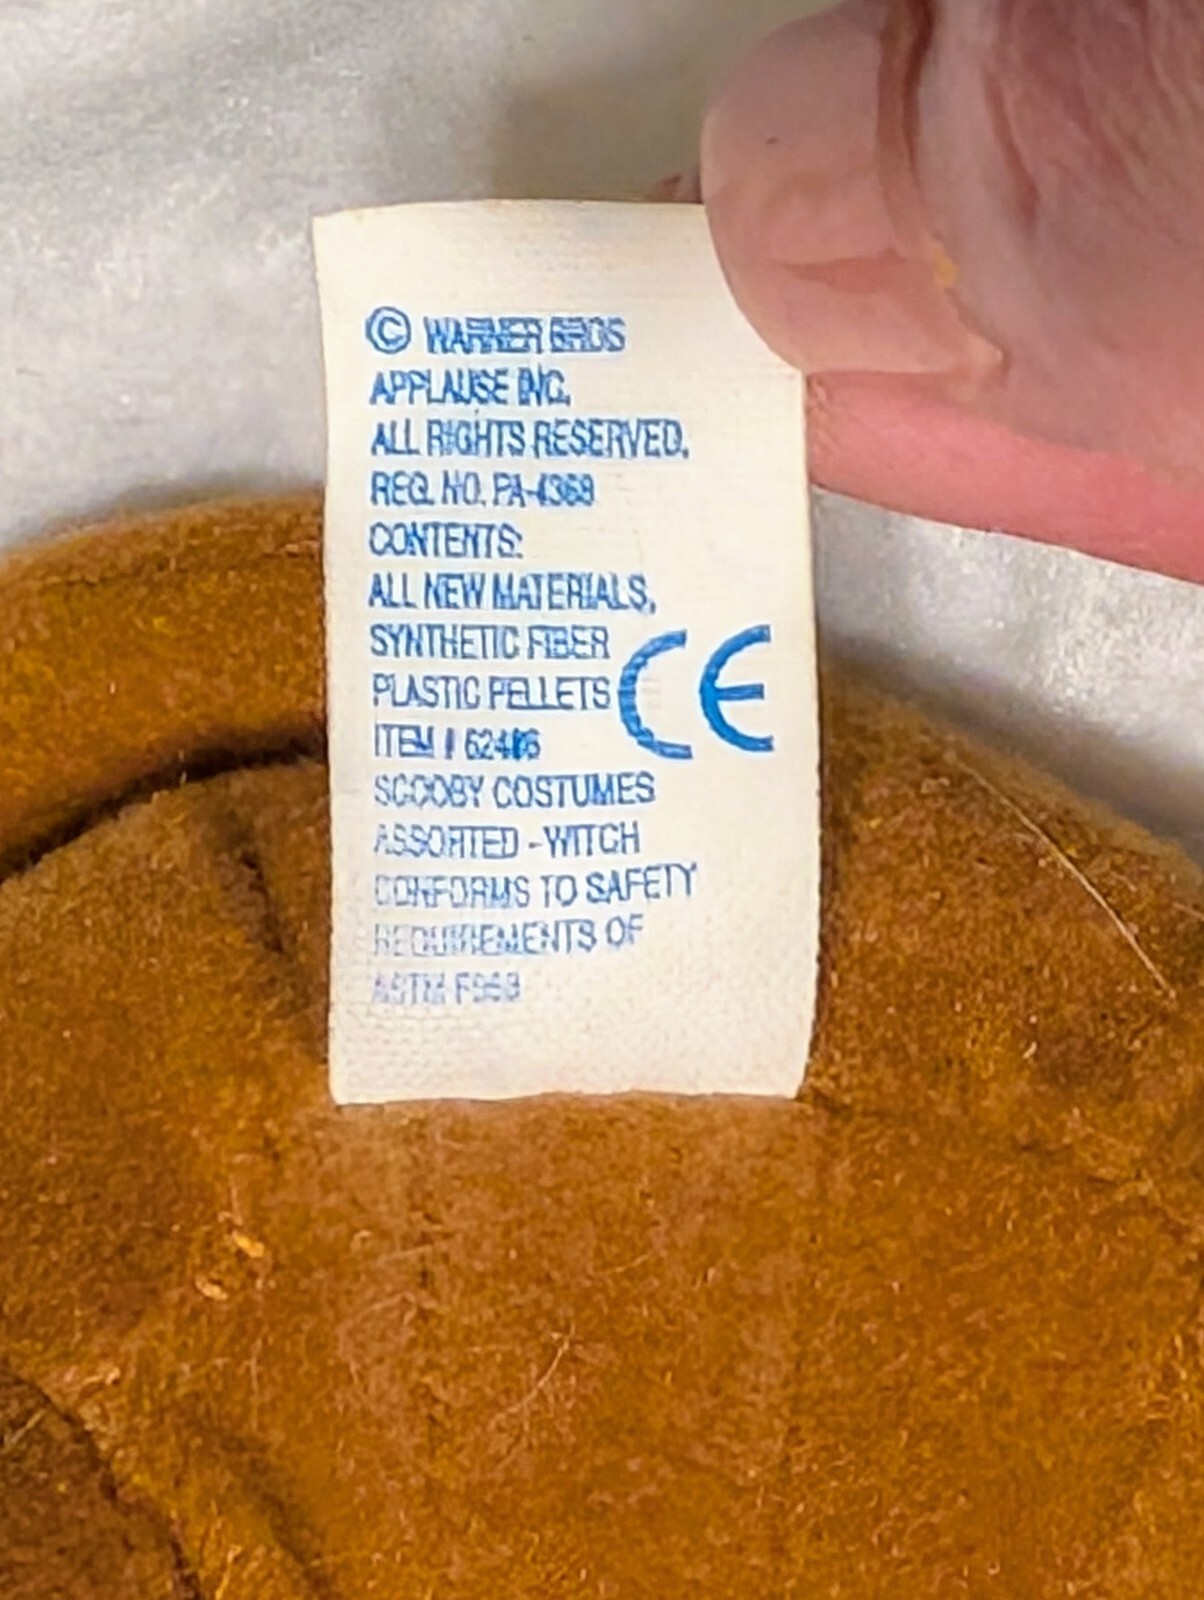 © WARNER BROS
APPLAUSE INC.
ALL RIGHTS RESERVED.
REG. NO. PA-4369
CONTENTS:
ALL NEW MATERIALS,
SYNTHETIC FIBER
PLASTIC PELLETS
CE
ITEM #
SCOOBY COSTUMES
ASSORTED - WITCH
CONFORMS TO SAFETY
REQUIREMENTS OF
ASTM F963